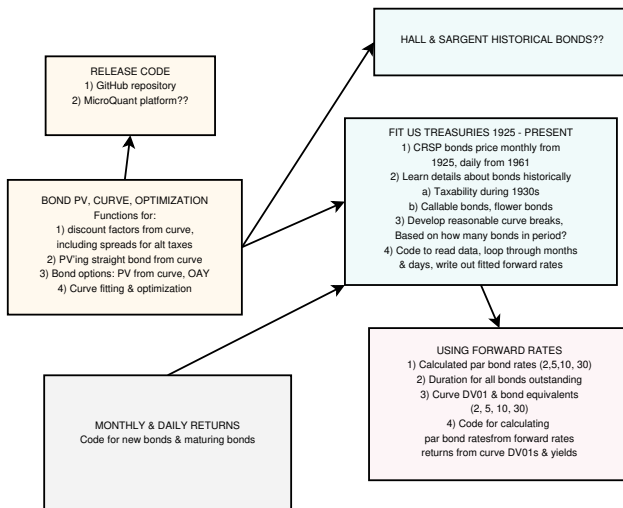 HALL & SARGENT HISTORICAL BONDS??
RELEASE CODE
1) GitHub repository
2) MicroQuant platform??
FIT US TREASURIES 1925 - PRESENT
1) CRSP bonds price monthly from
1925, daily from 1961
2) Learn details about bonds historically
a) Taxability during 1930s
b) Callable bonds, flower bonds
3) Develop reasonable curve breaks,
Based on how many bonds in period?
4) Code to read data, loop through months
& days, write out fitted forward rates
BOND PV, CURVE, OPTIMIZATION
Functions for:
1) discount factors from curve,
including spreads for alt taxes
2) PV'ing straight bond from curve
3) Bond options: PV from curve, OAY
4) Curve fitting & optimization
USING FORWARD RATES
1) Calculated par bond rates (2,5,10, 30)
2) Duration for all bonds outstanding
3) Curve DV01 & bond equivalents
(2, 5, 10, 30)
4) Code for calculating
par bond ratesfrom forward rates
returns from curve DV01s & yields
MONTHLY & DAILY RETURNS
Code for new bonds & maturing bonds